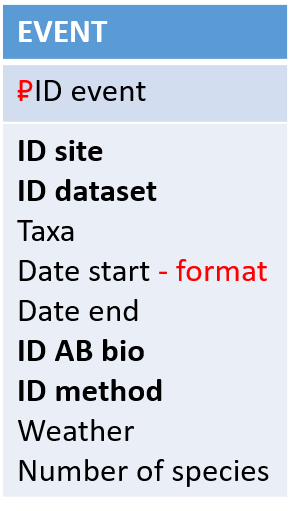 EVENT
₽ID event
ID site
ID dataset
Taxa
Date start - format
Date end
ID AB bio
ID method
Weather
Number of species